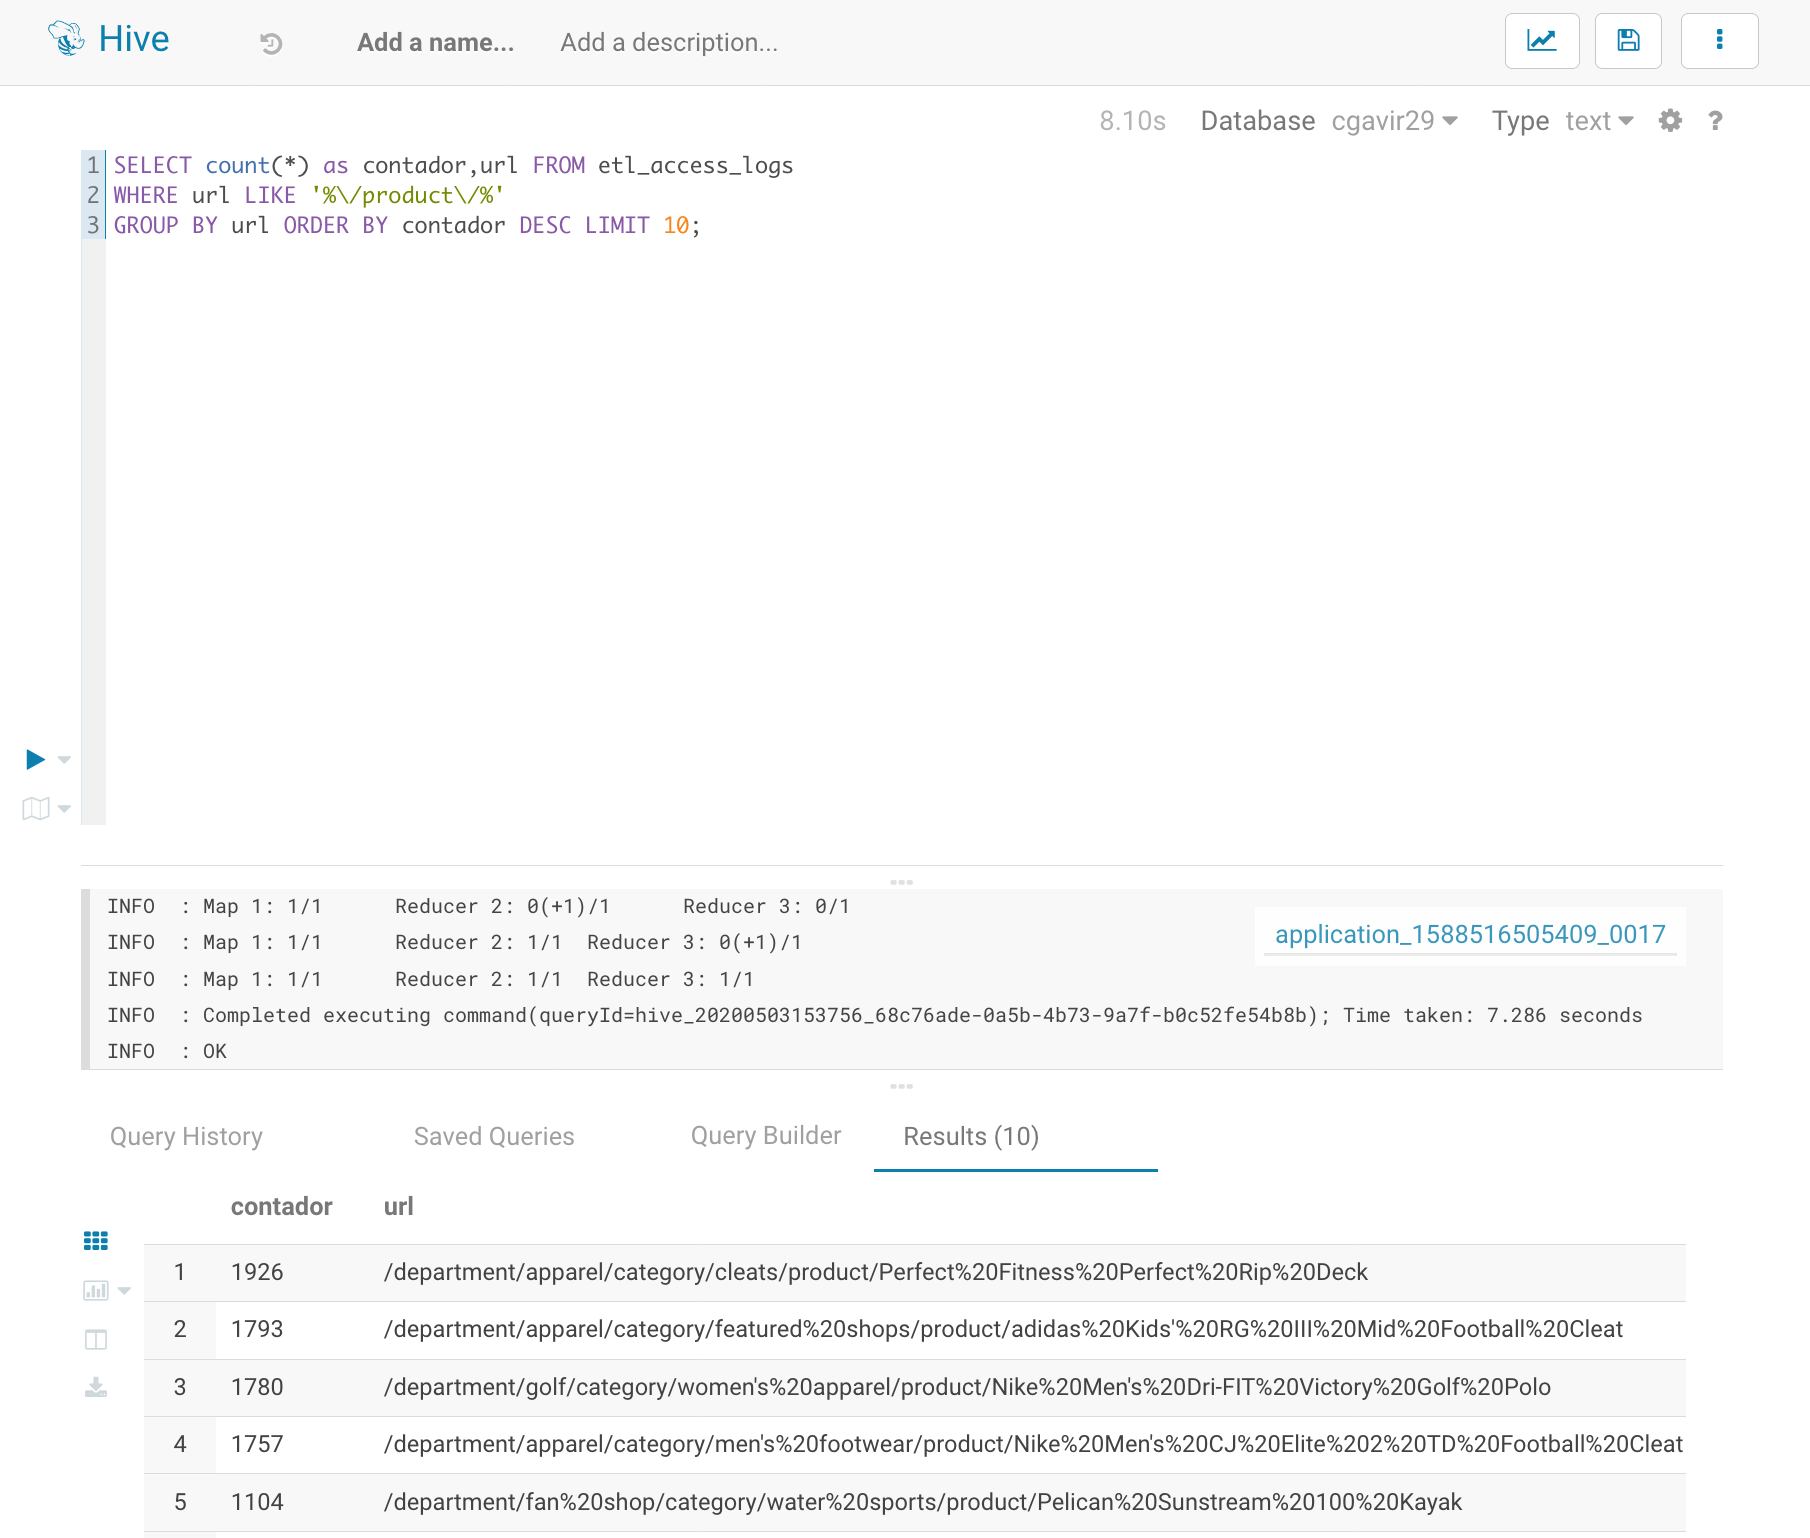 Hive
Add a name...
Add a description...
8.10s Database cgavir29 Type text ?
1 SELECT count(*) as contador,url FROM etl_access_logs
2 WHERE url LIKE '%\/product\/%'
3 GROUP BY url ORDER BY contador DESC LIMIT 10;
INFO : Map 1: 1/1 Reducer 2: 0(+1)/1 Reducer 3: 0/1
INFO : Map 1: 1/1 Reducer 2: 1/1 Reducer 3: 0(+1)/1
INFO : Map 1: 1/1 Reducer 2: 1/1 Reducer 3: 1/1
application_1588516505409_0017
INFO : Completed executing command(queryId=hive_20200503153756_68c76ade-0a5b-4b73-9a7f-b0c52fe54b8b); Time taken: 7.286 seconds
INFO : OK
Query History
Saved Queries
Query Builder
Results (10)
contador url
1 1926 /department/apparel/category/cleats/product/Perfect%20Fitness%20Perfect%20Rip%20Deck
2 1793 /department/apparel/category/featured%20shops/product/adidas%20Kids'%20RG%20III%20Mid%20Football%20Cleat
3 1780 /department/golf/category/women's%20apparel/product/Nike%20Men's%20Dri-FIT%20Victory%20Golf%20Polo
4 1757 /department/apparel/category/men's%20footwear/product/Nike%20Men's%20CJ%20Elite%202%20TD%20Football%20Cleat
5 1104 /department/fan%20shop/category/water%20sports/product/Pelican%20Sunstream%20100%20Kayak